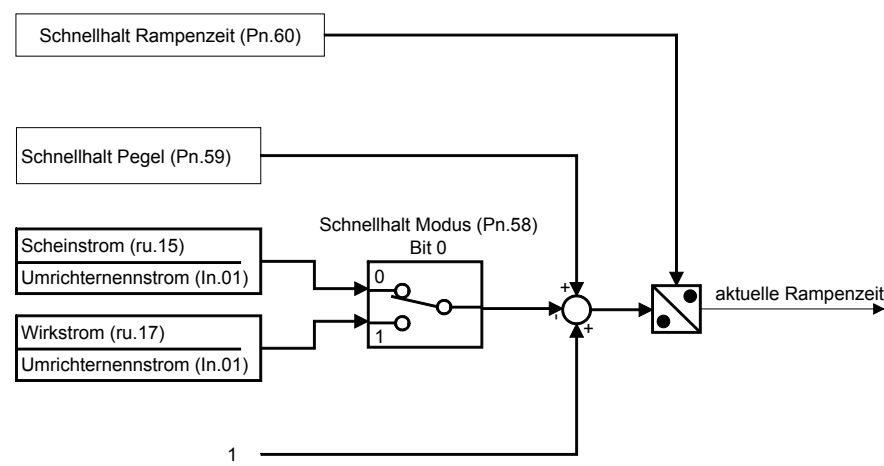 Schnellhalt Rampenzeit (Pn.60)
Schnellhalt Pegel (Pn.59)
Schnellhalt Modus (Pn.58)
Bit 0
Scheinstrom (ru.15)
Umrichternennstrom (In.01)
0
1
Wirkstrom (ru.17)
Umrichternennstrom (In.01)
+
-
+
aktuelle Rampenzeit
1